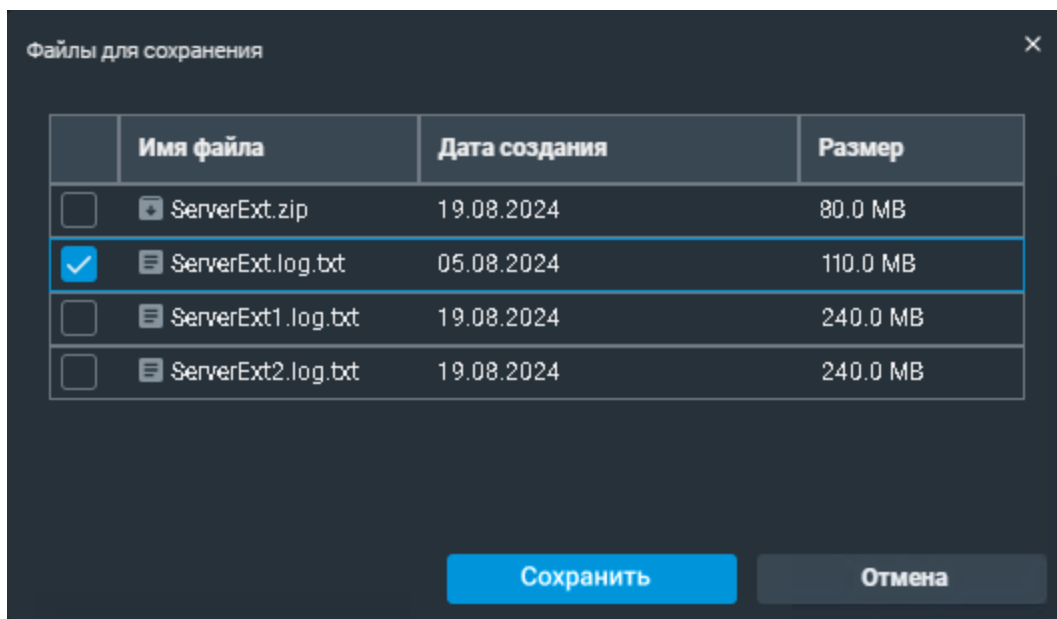 Файлы для сохранения
Имя файла Дата создания Размер
ServerExt.zip 19.08.2024 80.0 MB
ServerExt.log.txt 05.08.2024 110.0 MB
ServerExt1.log.txt 19.08.2024 240.0 MB
ServerExt2.log.txt 19.08.2024 240.0 MB
Сохранить Отмена